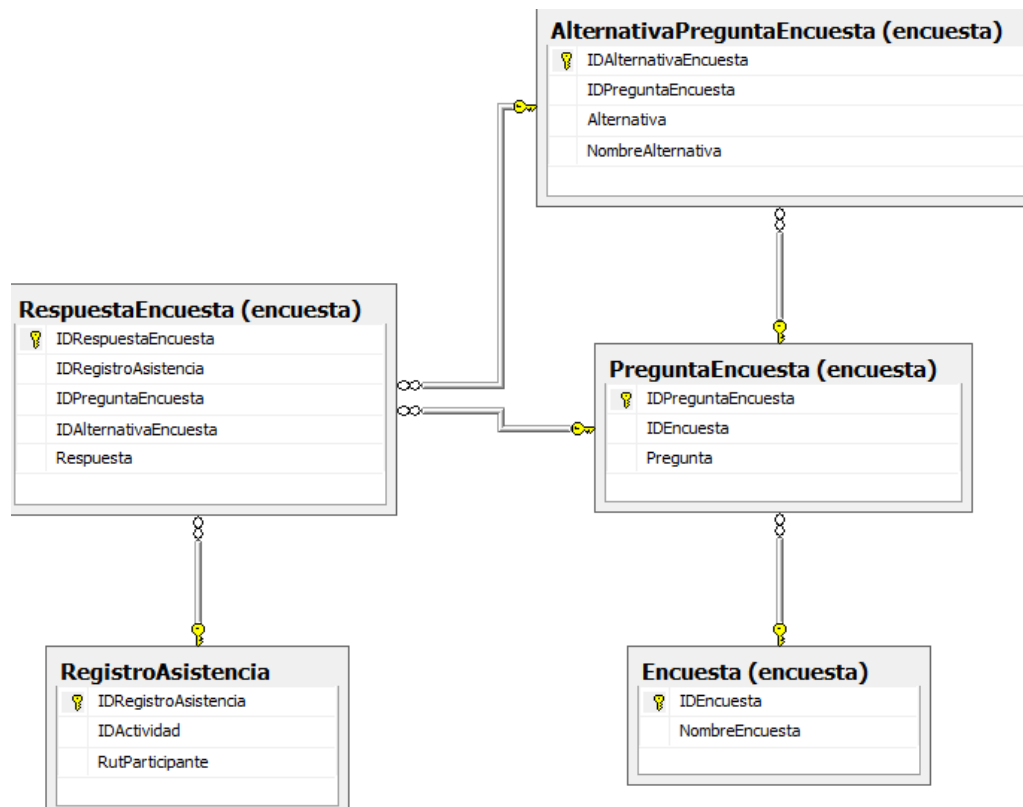 AlternativaPreguntaEncuesta (encuesta)
IDAlternativaEncuesta
IDPreguntaEncuesta
Alternativa
NombreAlternativa
RespuestaEncuesta (encuesta)
IDRespuestaEncuesta
IDRegistroAsistencia
IDPreguntaEncuesta
IDAlternativaEncuesta
Respuesta
PreguntaEncuesta (encuesta)
IDPreguntaEncuesta
IDEncuesta
Pregunta
RegistroAsistencia
IDRegistroAsistencia
IDActividad
RutParticipante
Encuesta (encuesta)
IDEncuesta
NombreEncuesta